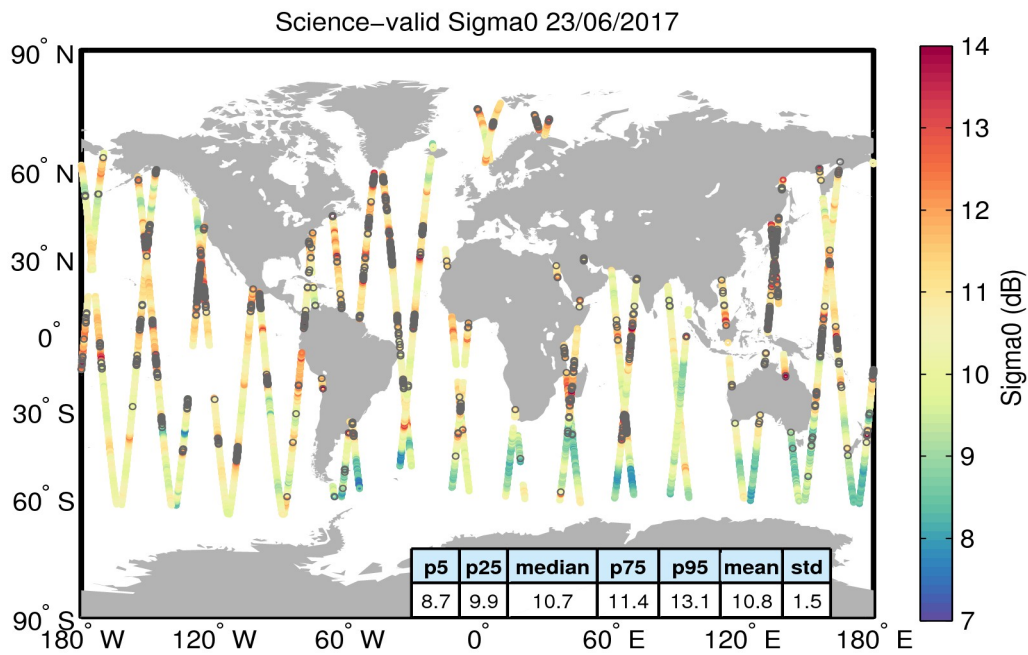 Science−valid Sigma0 23/06/2017
90° N
60° N
30° N
0°
30° S
60° S
90° S
180° W
120° W
60° W
0°
60° E
120° E
180° E
p5 p25 median p75 p95 mean std
8.7 9.9 10.7 11.4 13.1 10.8 1.5
14
13
12
11
10
9
8
7
Sigma0 (dB)